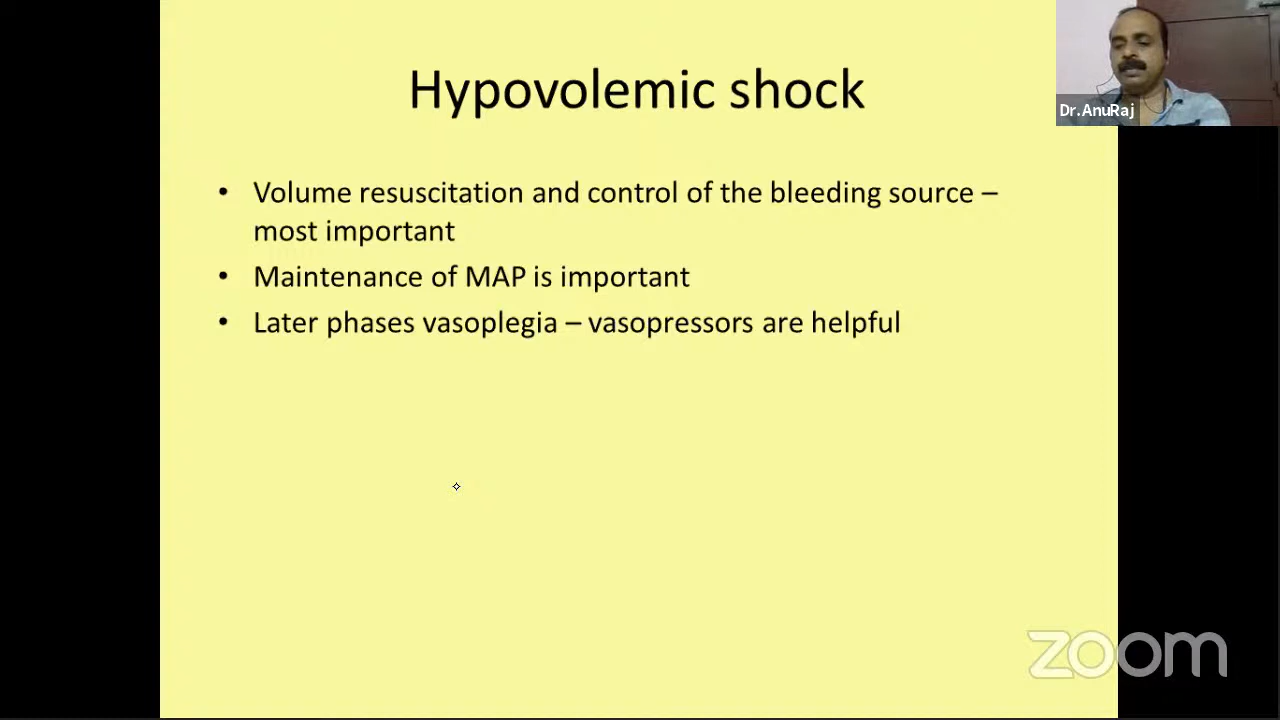 Hypovolemic shock
Dr.AnuRaj
• Volume resuscitation and control of the bleeding source –
most important
• Maintenance of MAP is important
• Later phases vasoplegia – vasopressors are helpful
zoom